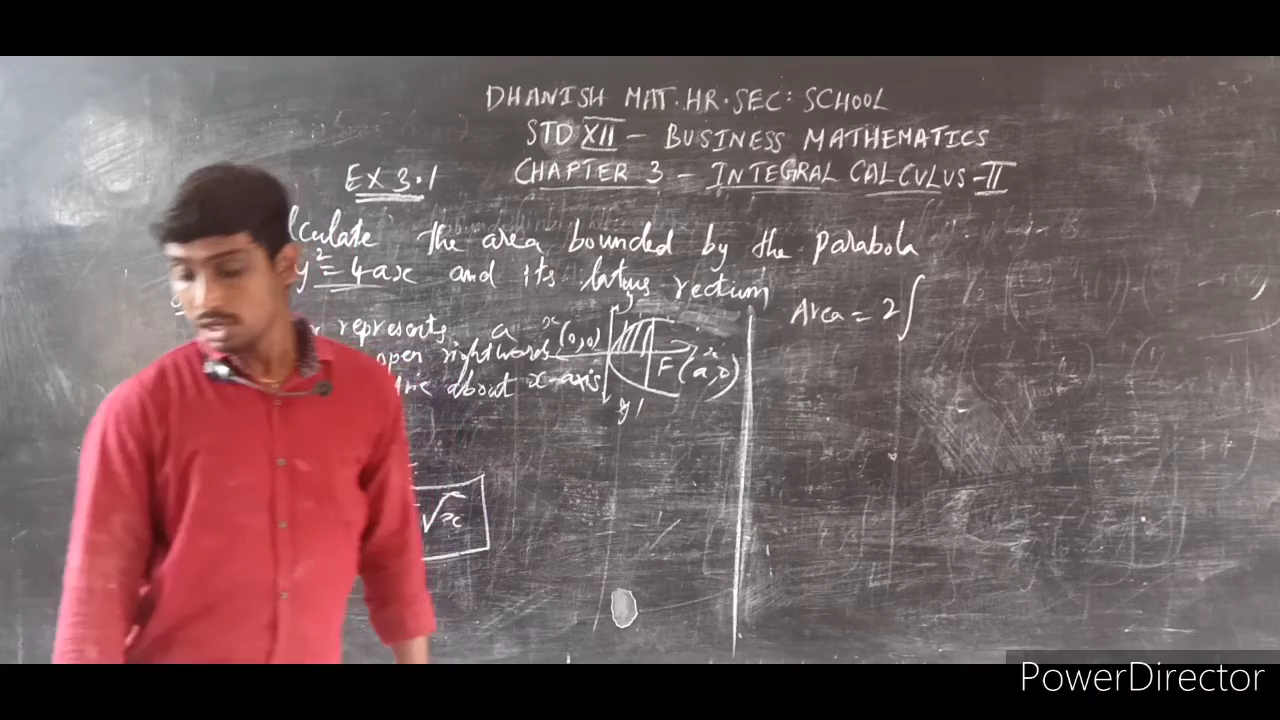 DHANISH MAT.HR.SEC: SCHOOL
STD XII - BUSINESS MATHEMATICS
EX 3.1
CHAPTER 3 - INTEGRAL CALCULUS-II
lculate the area bounded by the parabola
y² = 4ax and its latus rectum
represents a
open rightwards
about x-axis
(0,0)
F (a,0)
y'
√x
Area = 2∫
PowerDirector